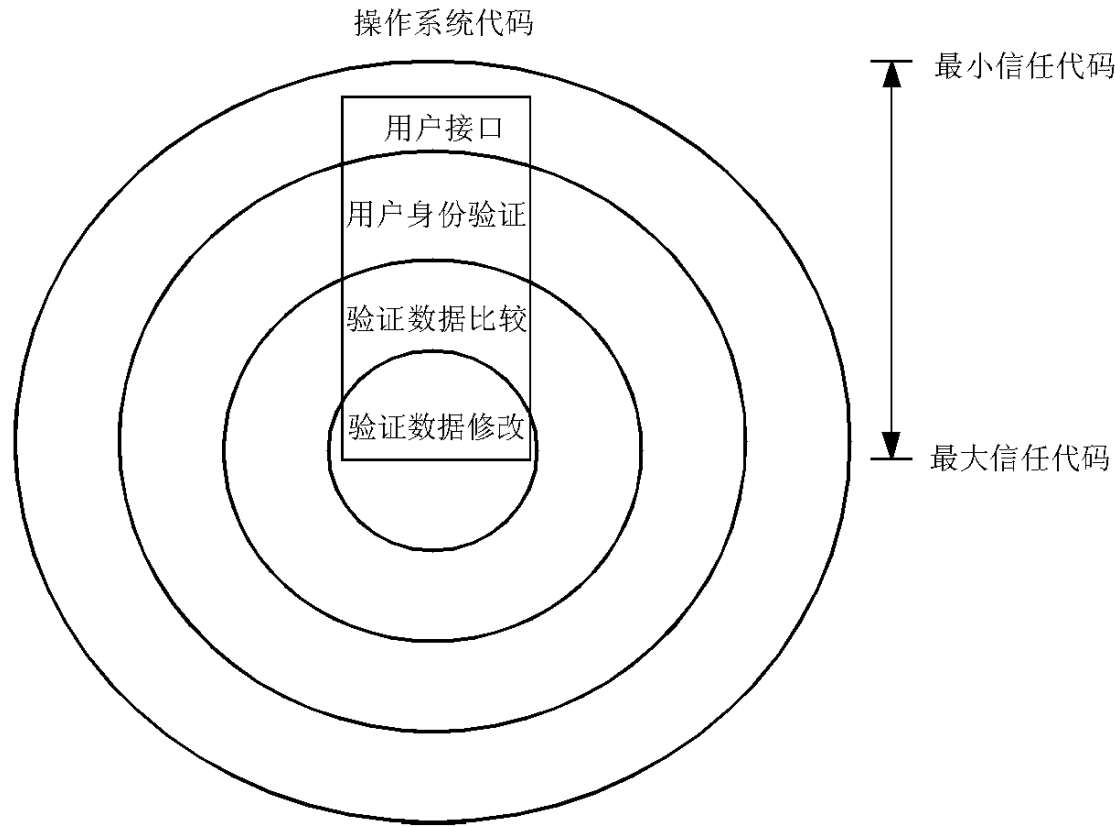 操作系统代码
最小信任代码
用户接口
用户身份验证
验证数据比较
验证数据修改
最大信任代码